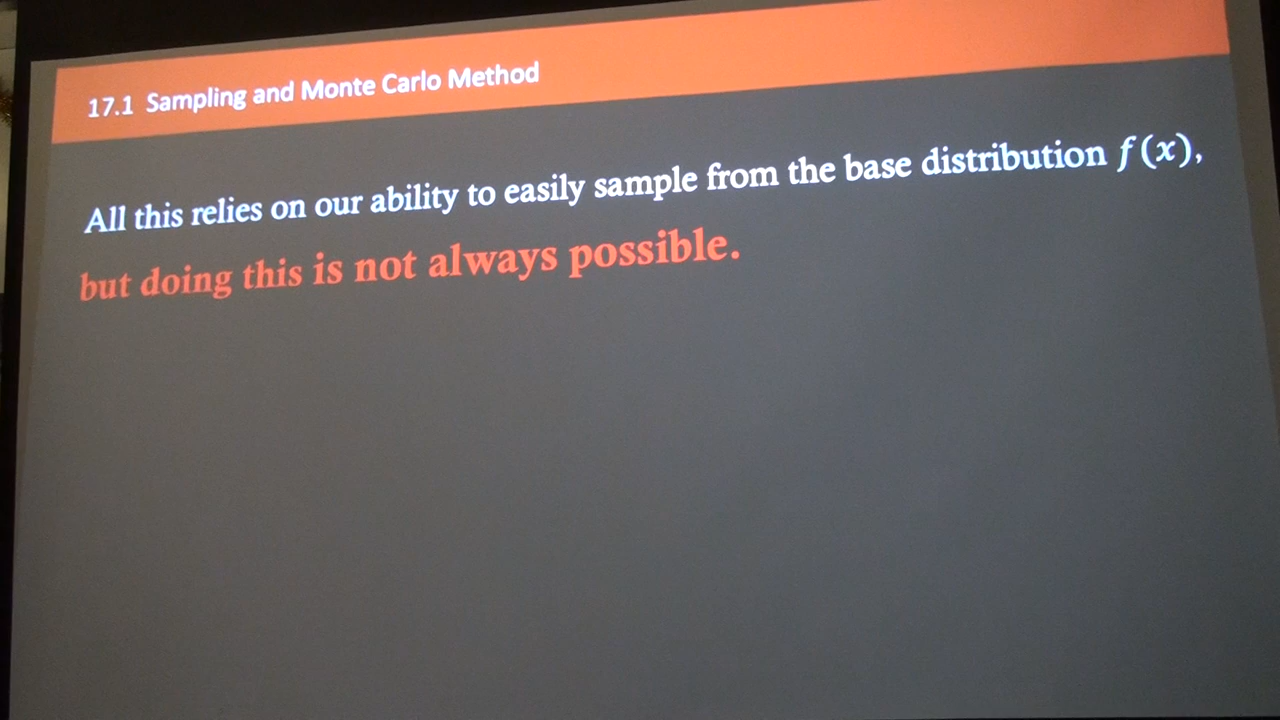 17.1 Sampling and Monte Carlo Method
All this relies on our ability to easily sample from the base distribution f(x),
but doing this is not always possible.